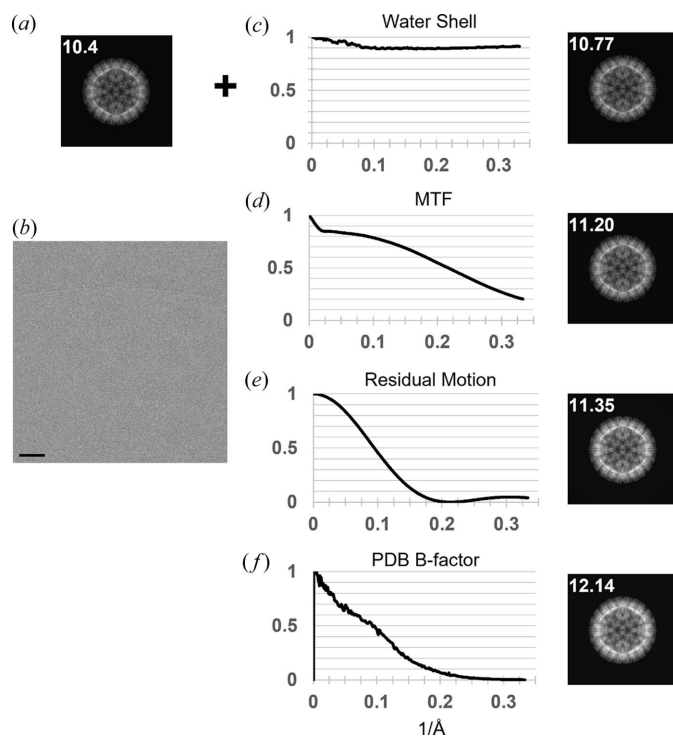 (a)
10.4
+
(c)
Water Shell
1
0.5
0
0 0.1 0.2 0.3
10.77
(b)
(d)
MTF
1
0.5
0
0 0.1 0.2 0.3
11.20
(e)
Residual Motion
1
0.5
0
0 0.1 0.2 0.3
11.35
(f)
PDB B-factor
1
0.5
0
0 0.1 0.2 0.3
1/Å
12.14